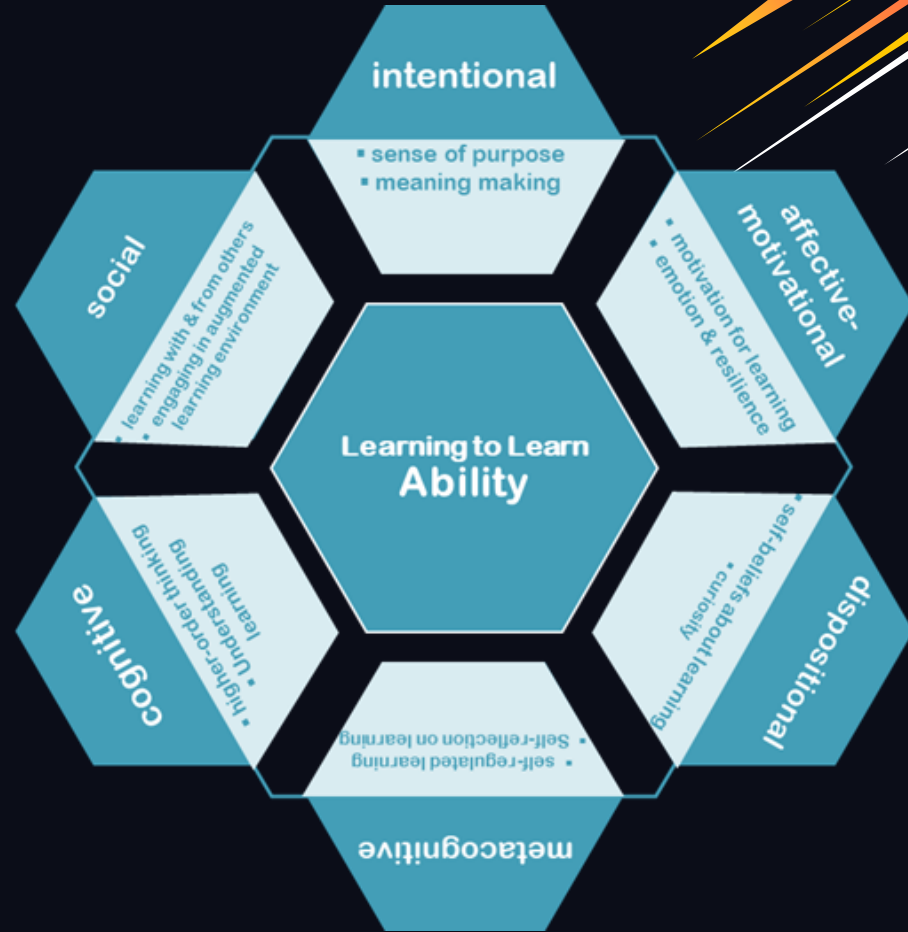 intentional
▪ sense of purpose
▪ meaning making
affective-
motivational
▪ motivation for learning
▪ emotion & resilience
dispositional
▪ self-beliefs about learning
▪ curiosity
metacognitive
▪ self-regulated learning
▪ Self-reflection on learning
cognitive
▪ higher-order thinking
▪ Understanding
learning
social
▪ learning with & from others
▪ engaging in augmented
learning environment
Learning to Learn
Ability